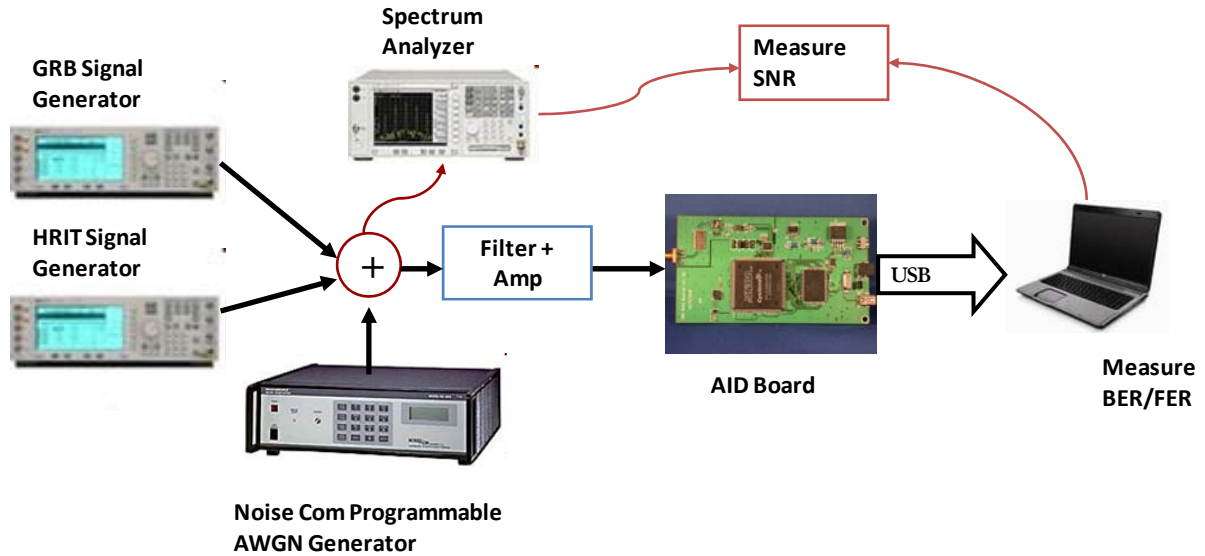 Spectrum
Analyzer
GRB Signal
Generator
Measure
SNR
HRIT Signal
Generator
+
Filter +
Amp
USB
AID Board
Measure
BER/FER
Noise Com Programmable
AWGN Generator